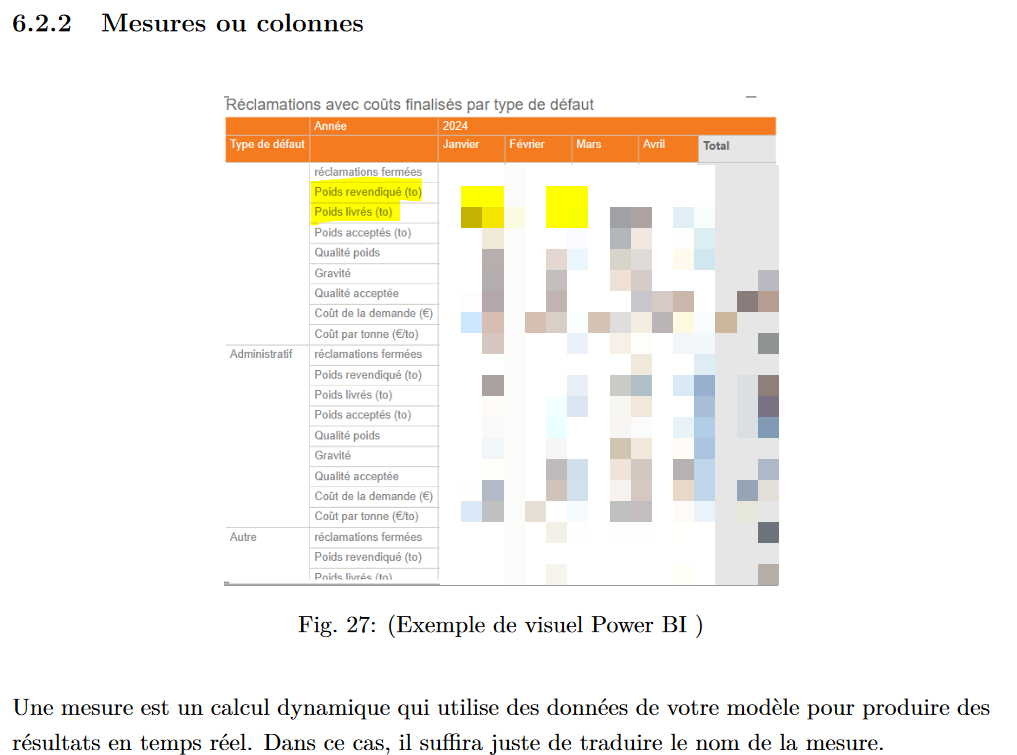 6.2.2 Mesures ou colonnes
Réclamations avec coûts finalisés par type de défaut
Année 2024
Type de défaut Janvier Février Mars Avril Total
réclamations fermées
Poids revendiqué (to)
Poids livrés (to)
Poids acceptés (to)
Qualité poids
Gravité
Qualité acceptée
Coût de la demande (€)
Coût par tonne (€/to)
Administratif réclamations fermées
Poids revendiqué (to)
Poids livrés (to)
Poids acceptés (to)
Qualité poids
Gravité
Qualité acceptée
Coût de la demande (€)
Coût par tonne (€/to)
Autre réclamations fermées
Poids revendiqué (to)
Poids livrés (to)
Fig. 27: (Exemple de visuel Power BI )
Une mesure est un calcul dynamique qui utilise des données de votre modèle pour produire des
résultats en temps réel. Dans ce cas, il suffira juste de traduire le nom de la mesure.